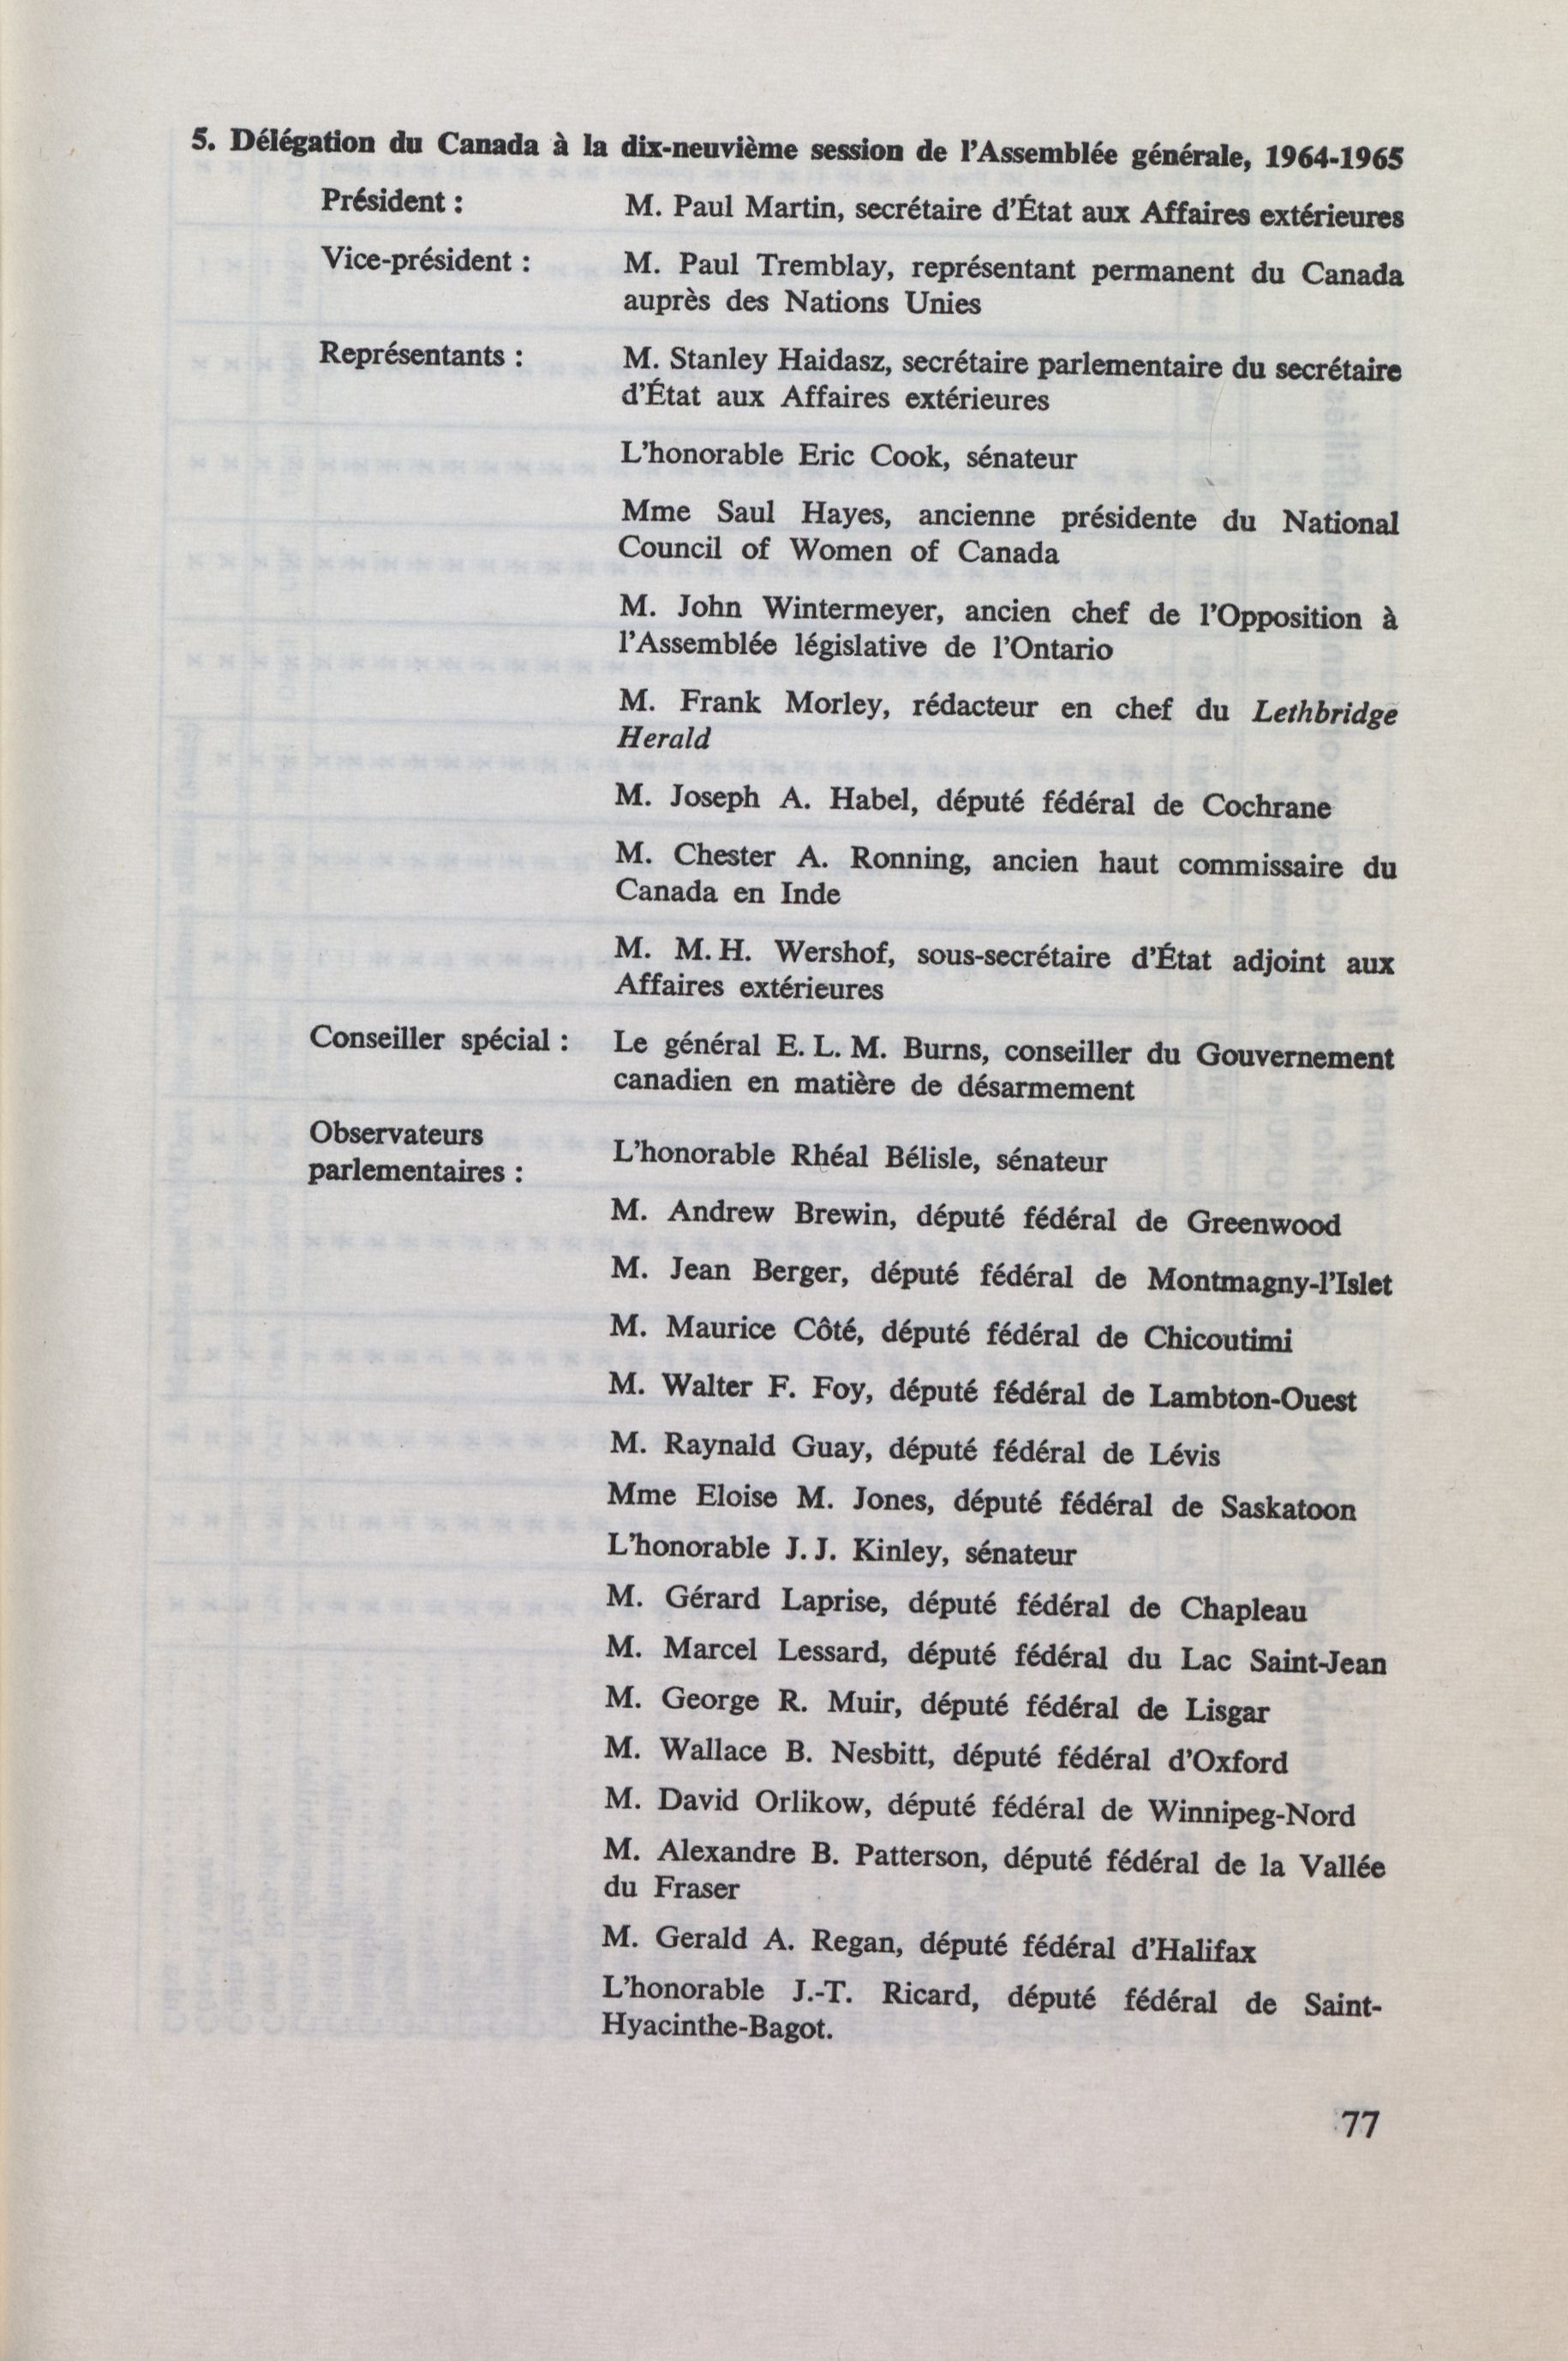 5. Délégation du Canada à la dix-neuvième session de l'Assemblée générale, 1964-1965
Président : M. Paul Martin, secrétaire d'État aux Affaires extérieures
Vice-président : M. Paul Tremblay, représentant permanent du Canada
auprès des Nations Unies
Représentants : M. Stanley Haidasz, secrétaire parlementaire du secrétaire
d'État aux Affaires extérieures
L'honorable Eric Cook, sénateur
Mme Saul Hayes, ancienne présidente du National
Council of Women of Canada
M. John Wintermeyer, ancien chef de l'Opposition à
l'Assemblée législative de l'Ontario
M. Frank Morley, rédacteur en chef du Lethbridge
Herald
M. Joseph A. Habel, député fédéral de Cochrane
M. Chester A. Ronning, ancien haut commissaire du
Canada en Inde
M. M. H. Wershof, sous-secrétaire d'État adjoint aux
Affaires extérieures
Conseiller spécial : Le général E. L. M. Burns, conseiller du Gouvernement
canadien en matière de désarmement
Observateurs
parlementaires : L'honorable Rhéal Bélisle, sénateur
M. Andrew Brewin, député fédéral de Greenwood
M. Jean Berger, député fédéral de Montmagny-l'Islet
M. Maurice Côté, député fédéral de Chicoutimi
M. Walter F. Foy, député fédéral de Lambton-Ouest
M. Raynald Guay, député fédéral de Lévis
Mme Eloise M. Jones, député fédéral de Saskatoon
L'honorable J. J. Kinley, sénateur
M. Gérard Laprise, député fédéral de Chapleau
M. Marcel Lessard, député fédéral du Lac Saint-Jean
M. George R. Muir, député fédéral de Lisgar
M. Wallace B. Nesbitt, député fédéral d'Oxford
M. David Orlikow, député fédéral de Winnipeg-Nord
M. Alexandre B. Patterson, député fédéral de la Vallée
du Fraser
M. Gerald A. Regan, député fédéral d'Halifax
L'honorable J.-T. Ricard, député fédéral de Saint-
Hyacinthe-Bagot.
77